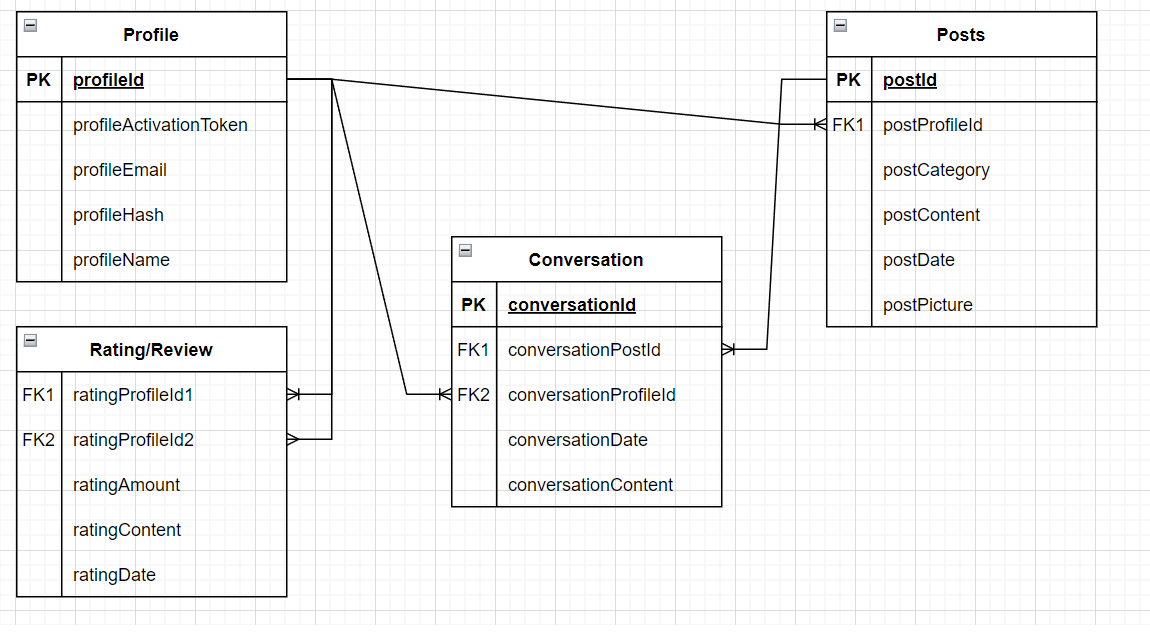 Profile
PK profileId
profileActivationToken
profileEmail
profileHash
profileName
Rating/Review
FK1 ratingProfileId1
FK2 ratingProfileId2
ratingAmount
ratingContent
ratingDate
Conversation
PK conversationId
FK1 conversationPostId
FK2 conversationProfileId
conversationDate
conversationContent
Posts
PK postId
FK1 postProfileId
postCategory
postContent
postDate
postPicture